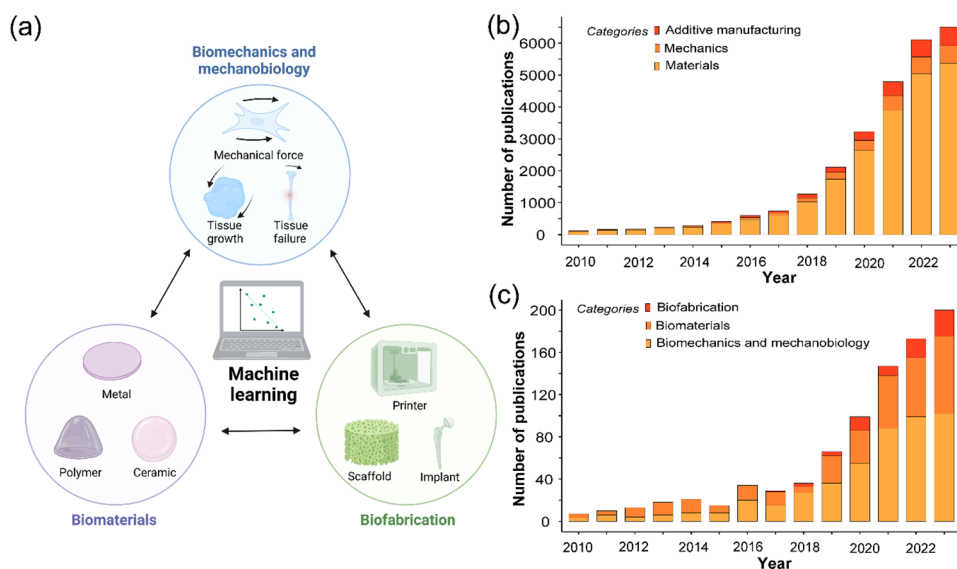 (a)
Biomechanics and
mechanobiology
Mechanical force
Tissue
growth
Tissue
failure
Machine
learning
Metal
Polymer
Ceramic
Biomaterials
Printer
Scaffold
Implant
Biofabrication
(b)
Categories
Additive manufacturing
Mechanics
Materials
Number of publications
6000
5000
4000
3000
2000
1000
0
2010 2012 2014 2016 2018 2020 2022
Year
(c)
Categories
Biofabrication
Biomaterials
Biomechanics and mechanobiology
Number of publications
200
160
120
80
40
0
2010 2012 2014 2016 2018 2020 2022
Year